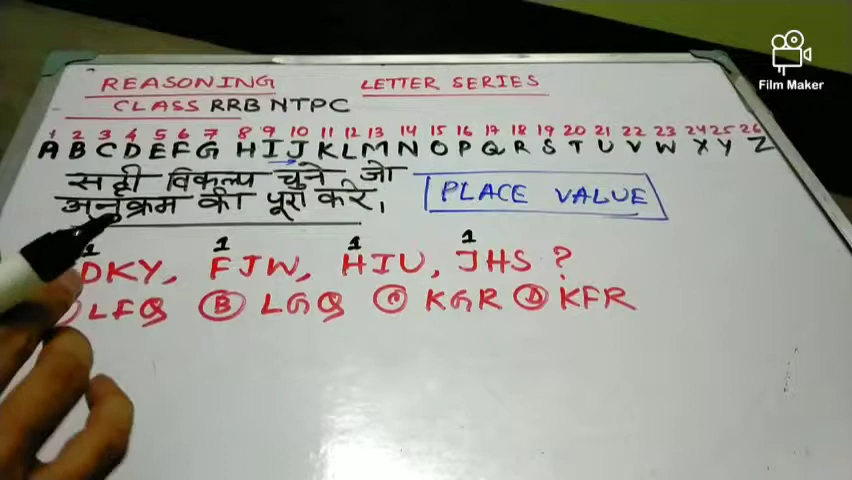 Film Maker
REASONING LETTER SERIES
CLASS RRB NTPC
1 2 3 4 5 6 7 8 9 10 11 12 13 14 15 16 17 18 19 20 21 22 23 24 25 26
A B C D E F G H I J K L M N O P Q R S T U V W X Y Z
सही विकल्प चुने जो
अनुक्रम को पूरा करे।
PLACE VALUE
1 1 1 1
DKY, FJW, HIU, JHS ?
LFQ B LGQ C KGR D KFR